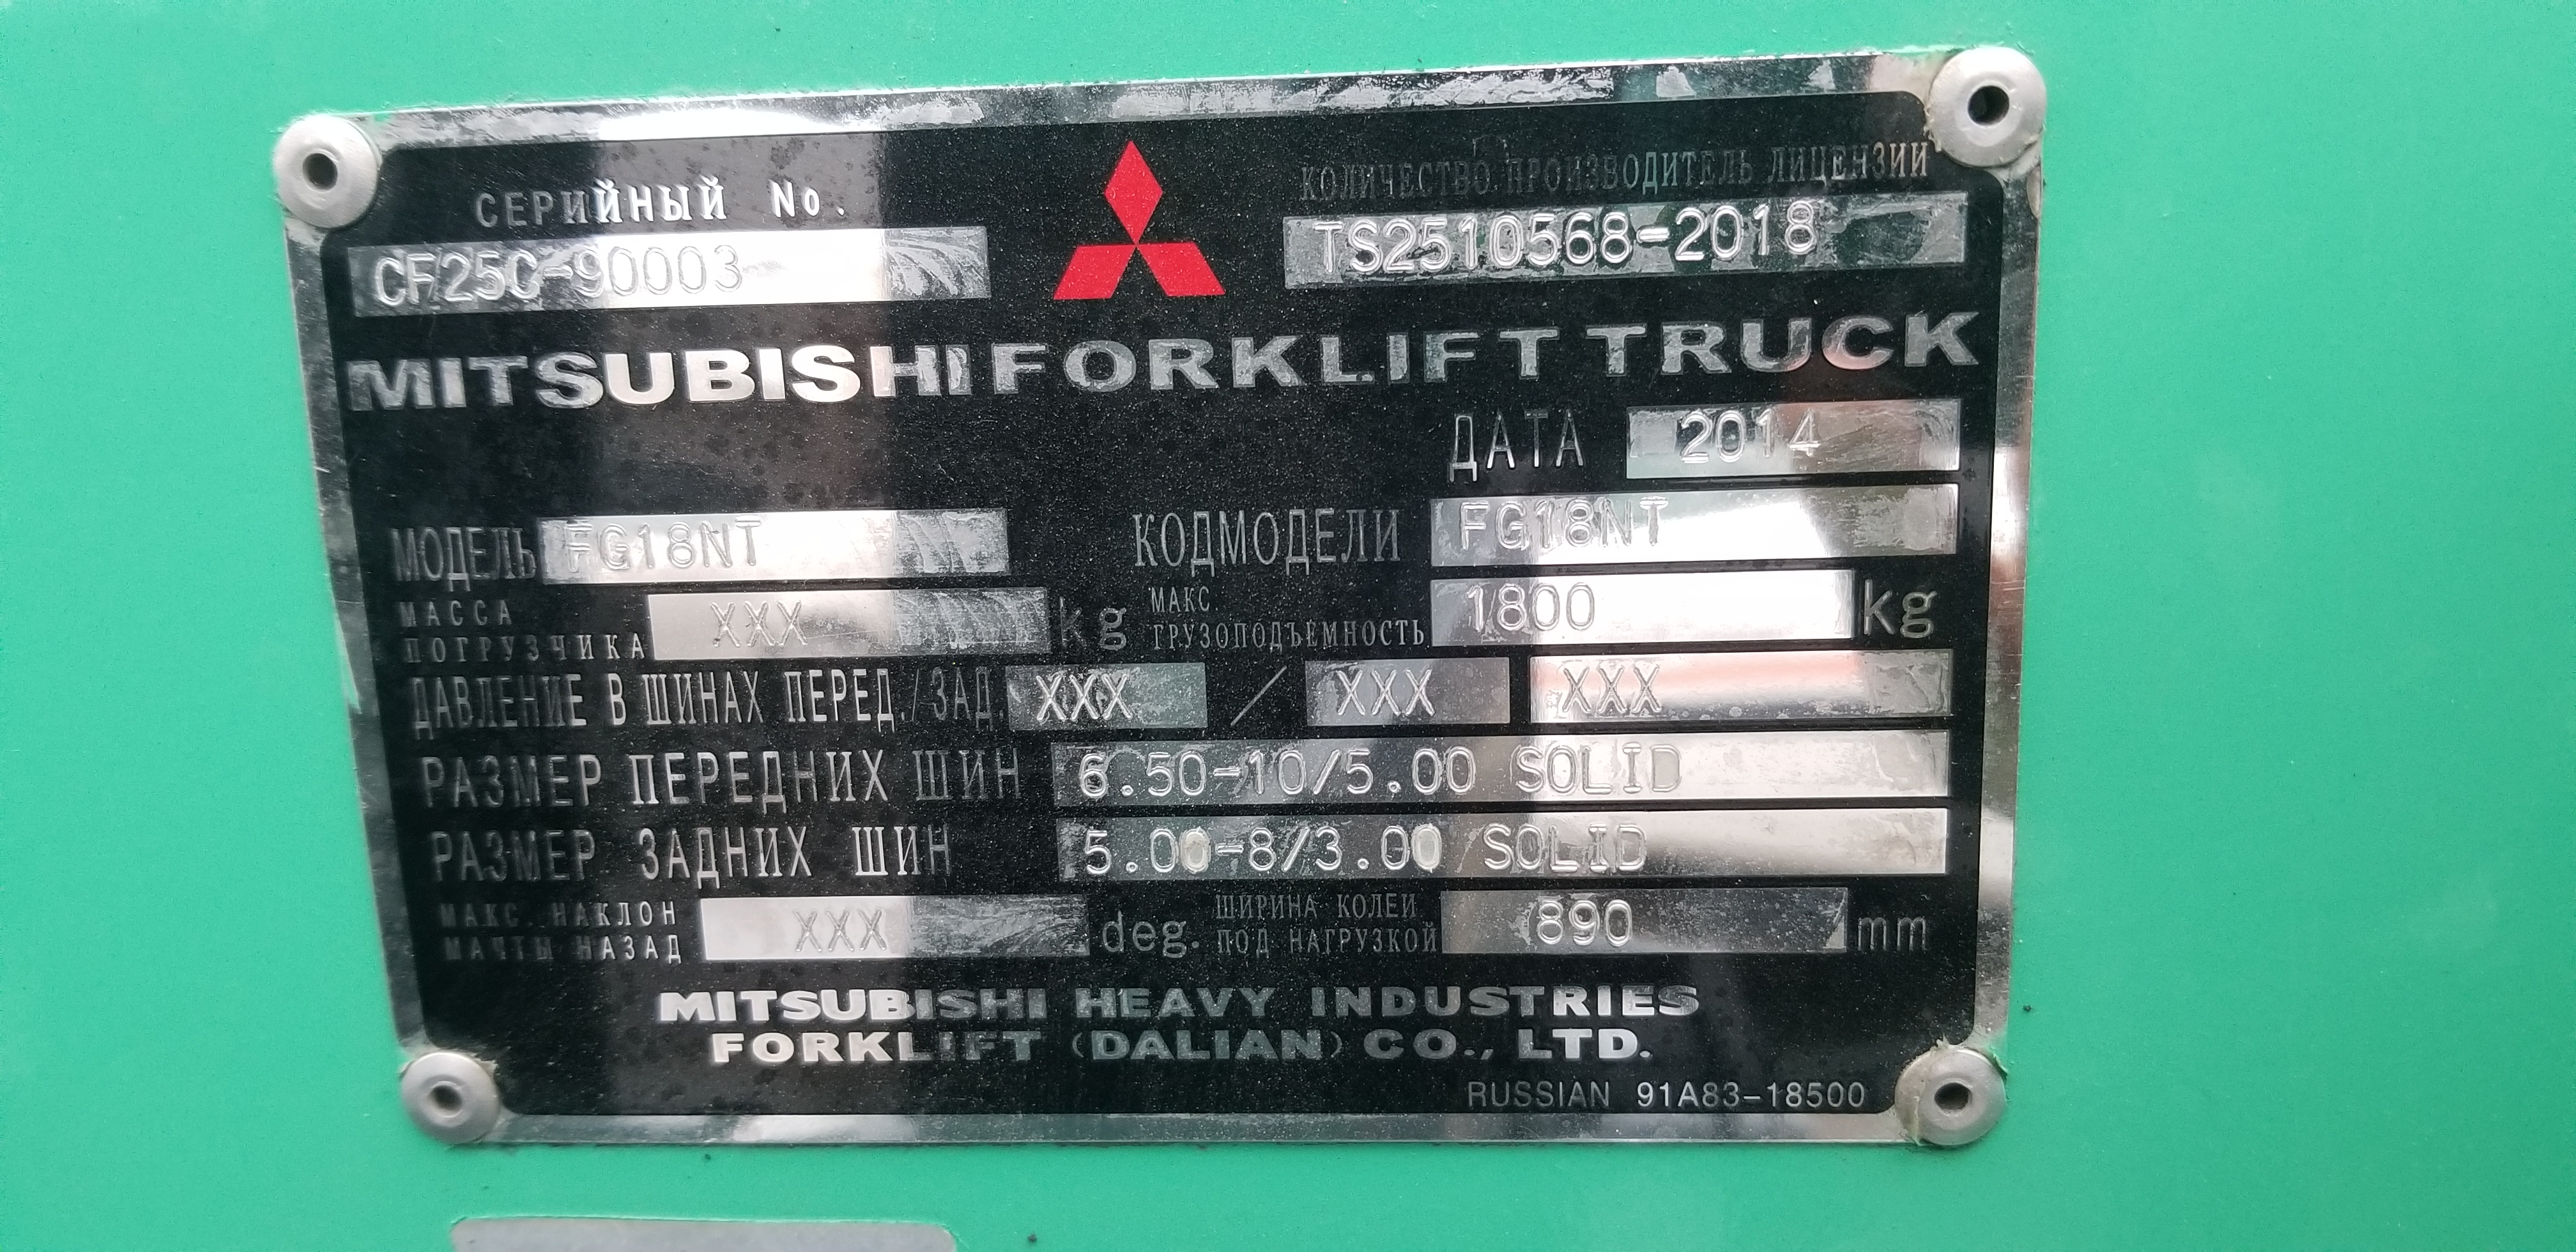 СЕРИЙНЫЙ No.
КОЛИЧЕСТВО ПРОИЗВОДИТЕЛЬ ЛИЦЕНЗИИ
CF25C-90003
TS2510568-2018
MITSUBISHI FORKLIFT TRUCK
ДАТА 2014
МОДЕЛЬ FG18NT
КОДМОДЕЛИ FG18NT
МАССА
ПОГРУЗЧИКА XXX kg
МАКС
ГРУЗОПОДЪЕМНОСТЬ 1800 kg
ДАВЛЕНИЕ В ШИНАХ ПЕРЕД./ЗАД. XXX / XXX XXX
РАЗМЕР ПЕРЕДНИХ ШИН 6.50-10/5.00 SOLID
РАЗМЕР ЗАДНИХ ШИН 5.00-8/3.00 SOLID
МАКС. НАКЛОН
МАЧТЫ НАЗАД XXX deg.
ШИРИНА КОЛЕИ
ПОД НАГРУЗКОЙ 890 mm
MITSUBISHI HEAVY INDUSTRIES
FORKLIFT (DALIAN) CO., LTD.
RUSSIAN 91A83-18500